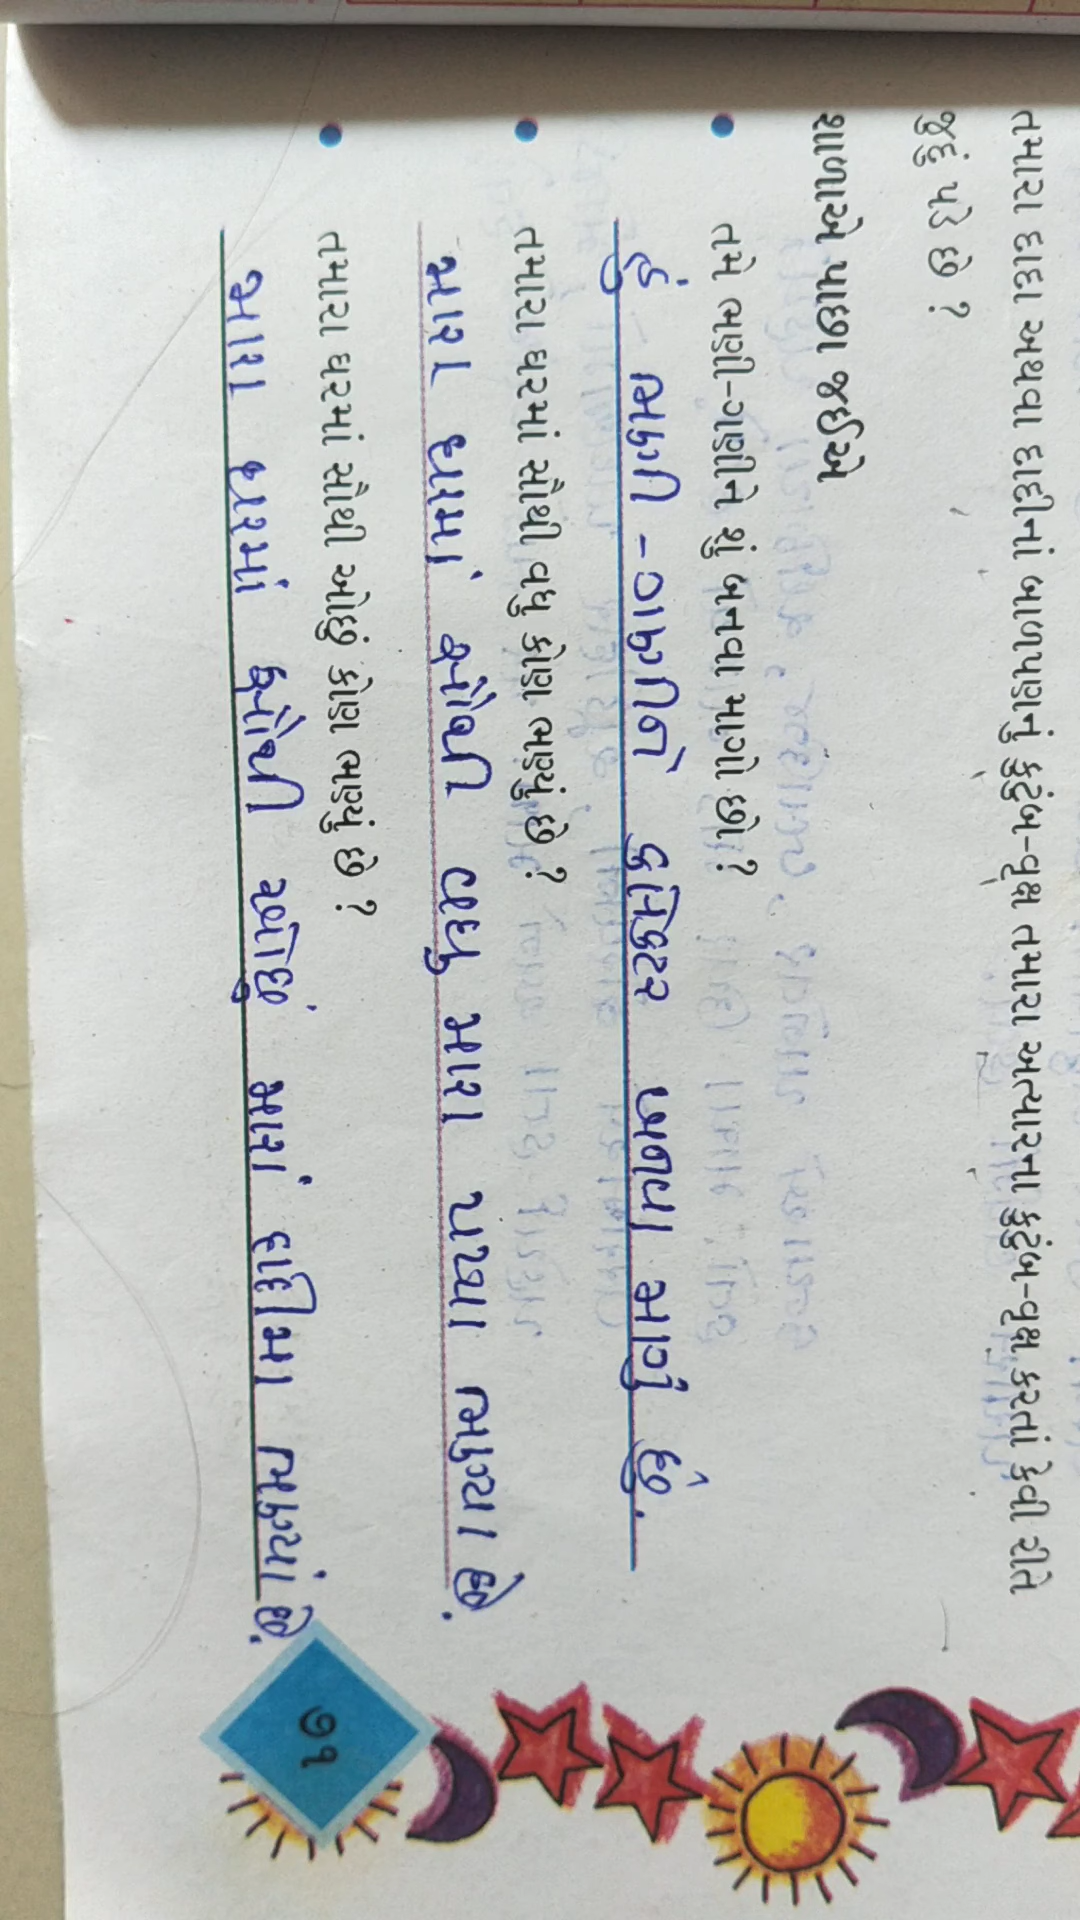 તમારા દાદા અથવા દાદીનાં બાળપણનું કુટુંબ-વૃક્ષ તમારા અત્યારના કુટુંબ-વૃક્ષ કરતાં કેવી રીતે
જુદું પડે છે ?
શાળાએ પાછા જઈએ
• તમે ભણી-ગણીને શું બનવા માગો છો ?
હું ભણી-ગણીને કલેક્ટર બનવા માગું છું.
• તમારા ઘરમાં સૌથી વધુ કોણ ભણ્યું છે ?
મારા ઘરમાં સૌથી વધુ મારા પપ્પા ભણ્યા છે.
• તમારા ઘરમાં સૌથી ઓછું કોણ ભણ્યું છે ?
મારા ઘરમાં સૌથી ઓછું મારાં દાદીમા ભણ્યાં છે.
૭૧